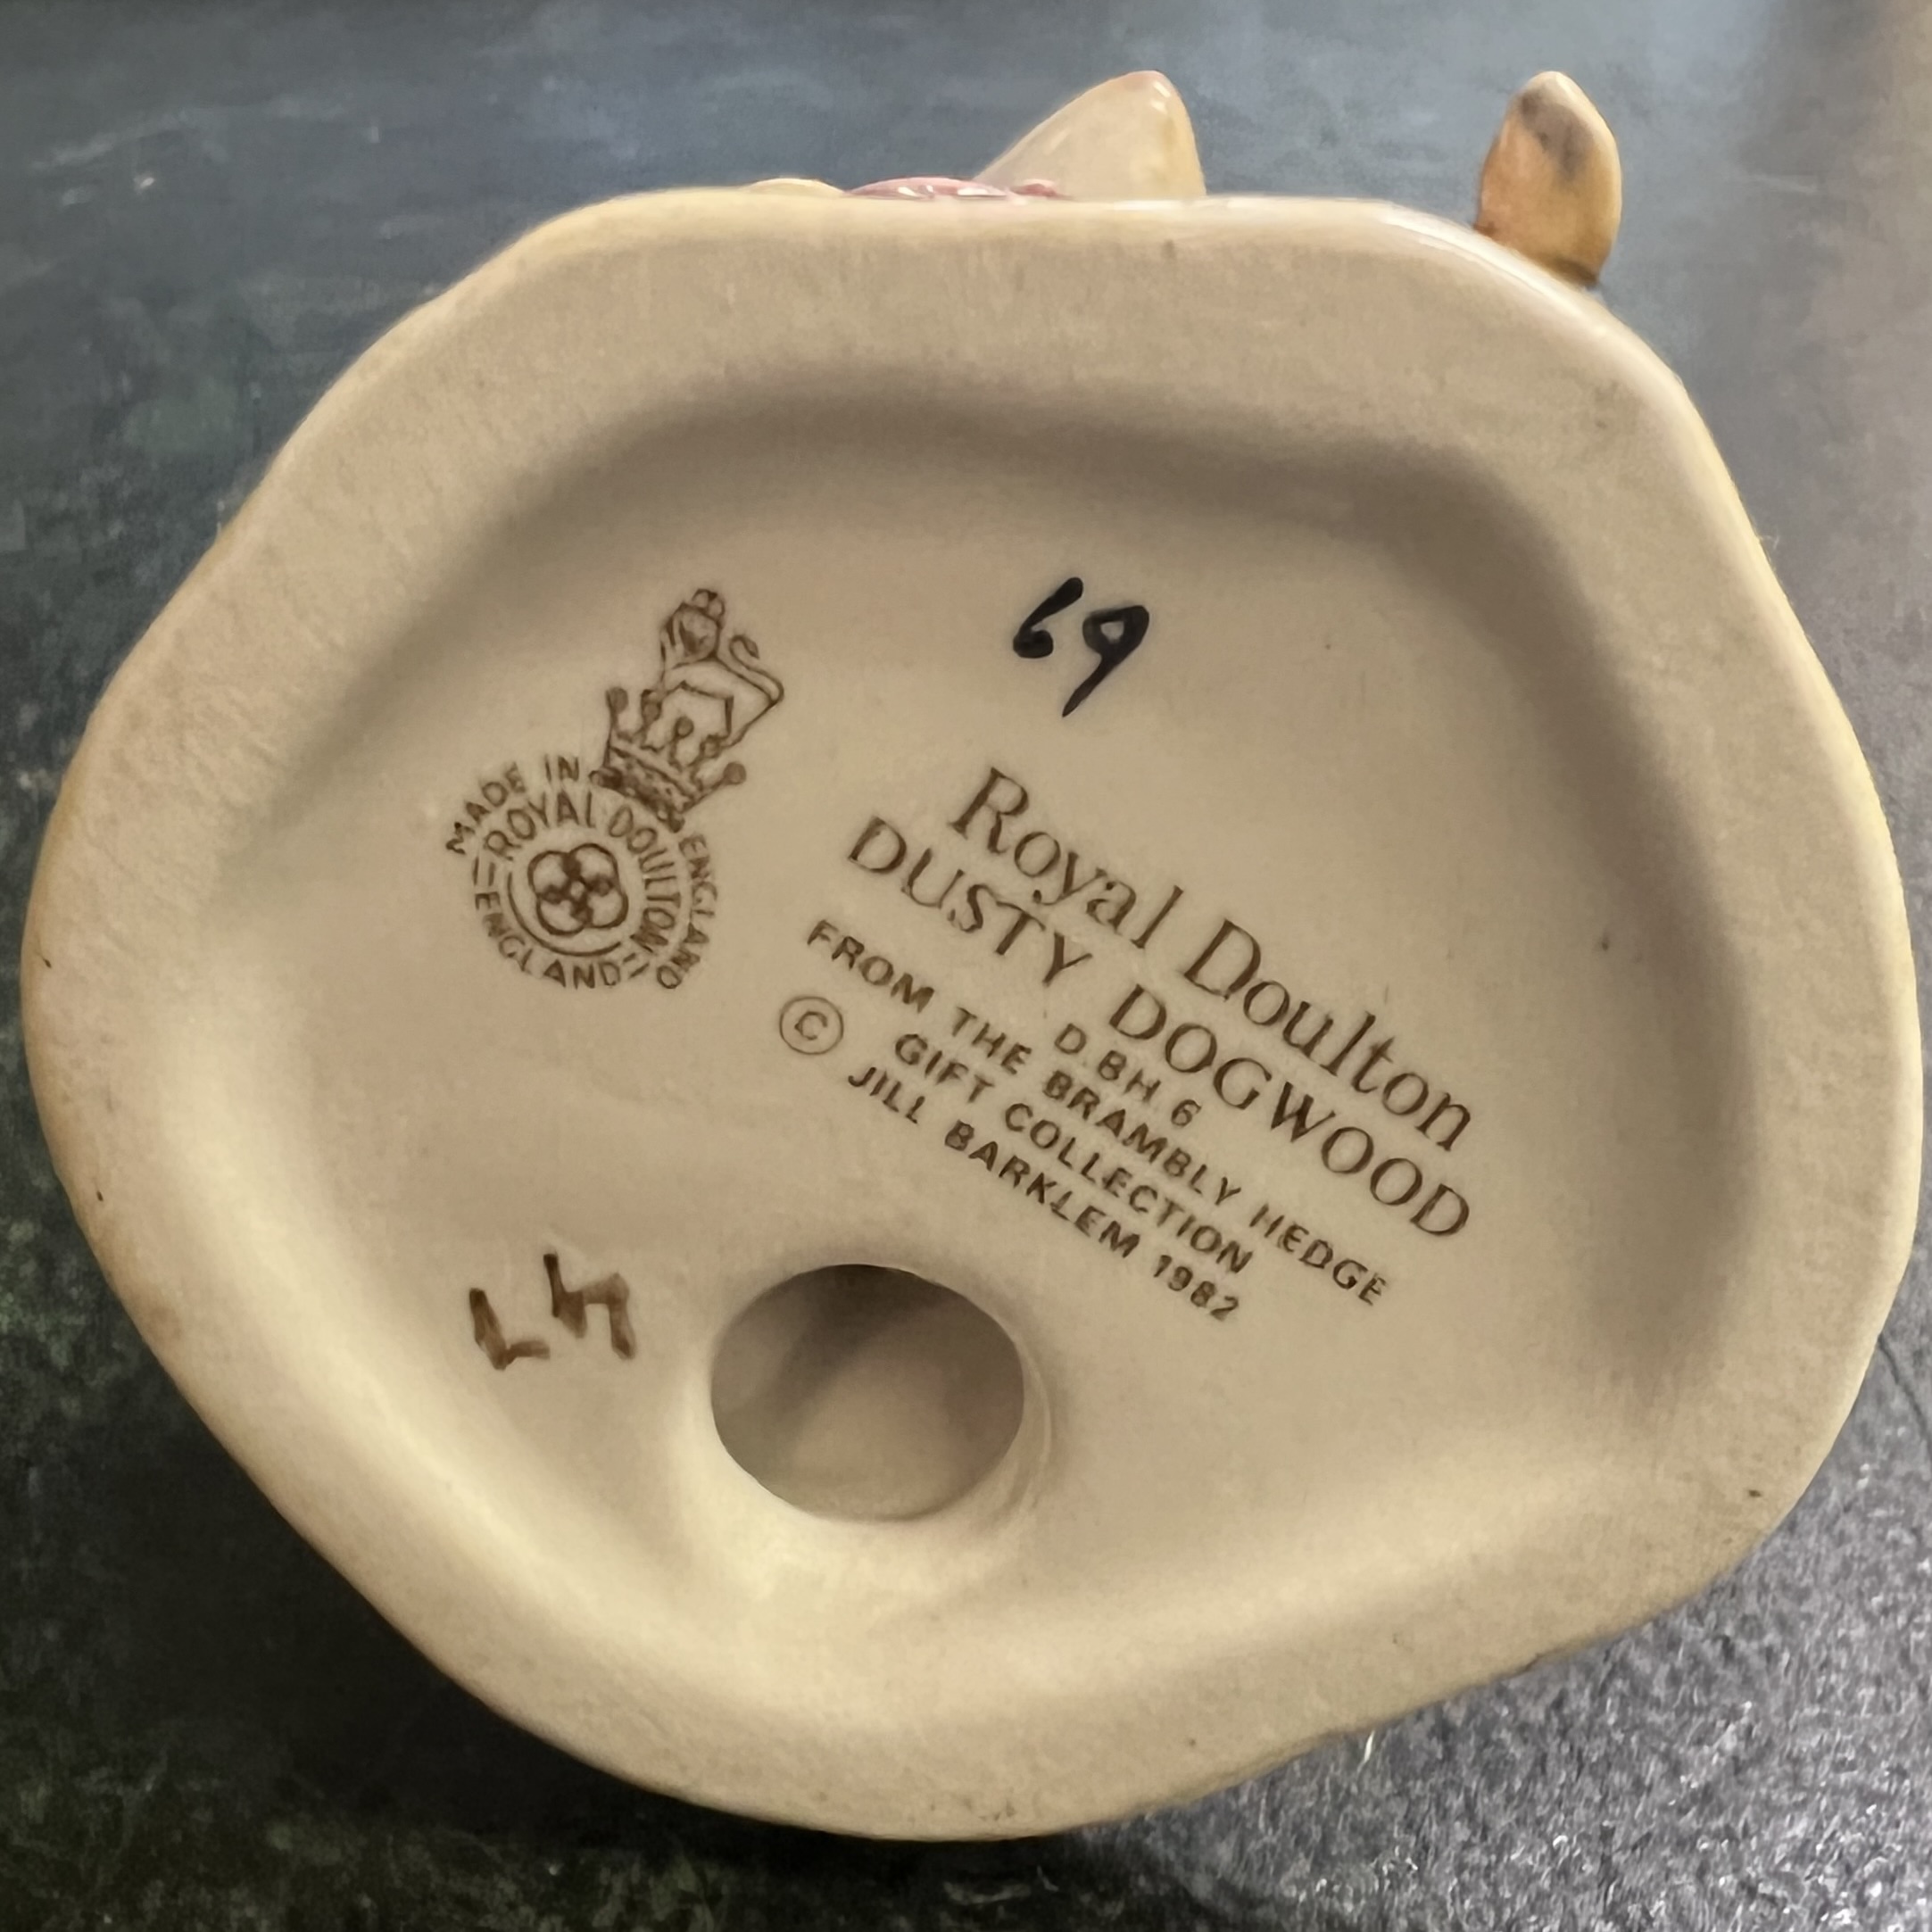 69
MADE IN ENGLAND
ROYAL DOULTON
ENGLAND
Royal Doulton
DUSTY DOGWOOD
D.BH.6
FROM THE BRAMBLY HEDGE
GIFT COLLECTION
© JILL BARKLEM 1982